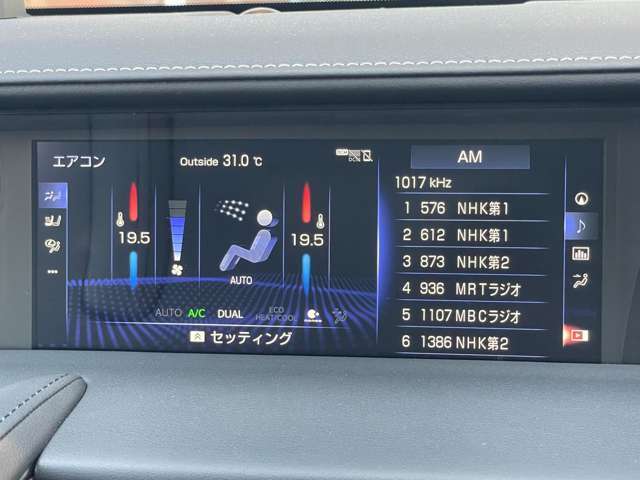 エアコン
Outside 31.0 ℃
19.5
19.5
AUTO
AUTO A/C DUAL ECO HEAT/COOL
セッティング
AM
1017 kHz
1 576 NHK第1
2 612 NHK第1
3 873 NHK第2
4 936 MRTラジオ
5 1107 MBCラジオ
6 1386 NHK第2